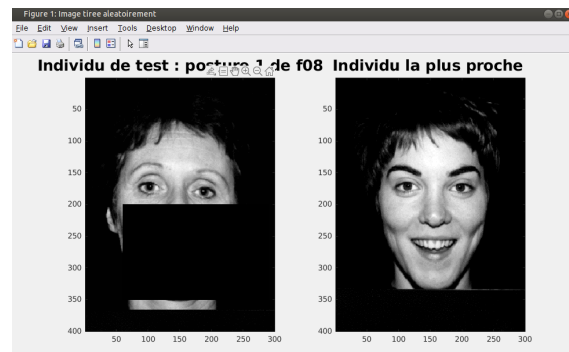 Figure 1: Image tiree aleatoirement
File Edit View Insert Tools Desktop Window Help
Individu de test : posture 1 de f08 Individu la plus proche
50 50
100 100
150 150
200 200
250 250
300 300
350 350
400 400
50 100 150 200 250 300 50 100 150 200 250 300